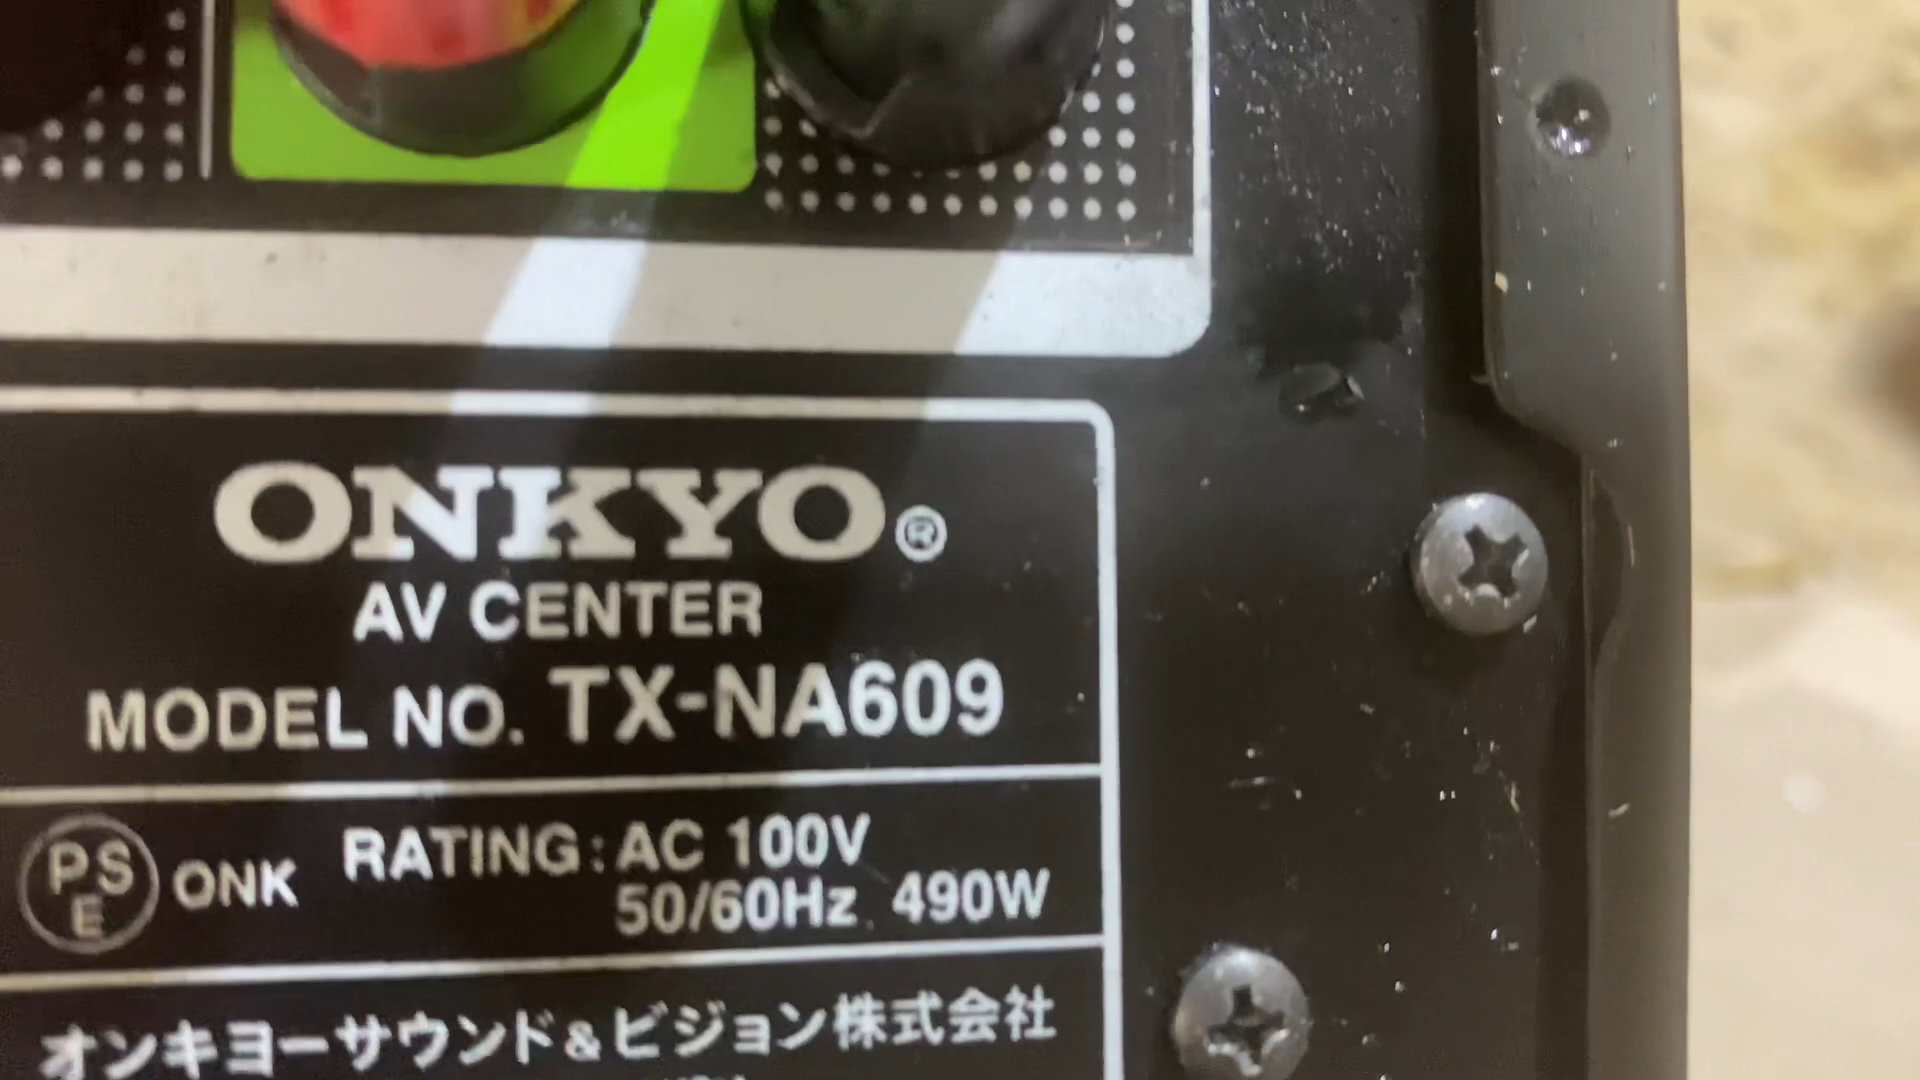 ONKYO®
AV CENTER
MODEL NO. TX-NA609
PSE ONK RATING: AC 100V
50/60Hz 490W
オンキヨーサウンド&ビジョン株式会社